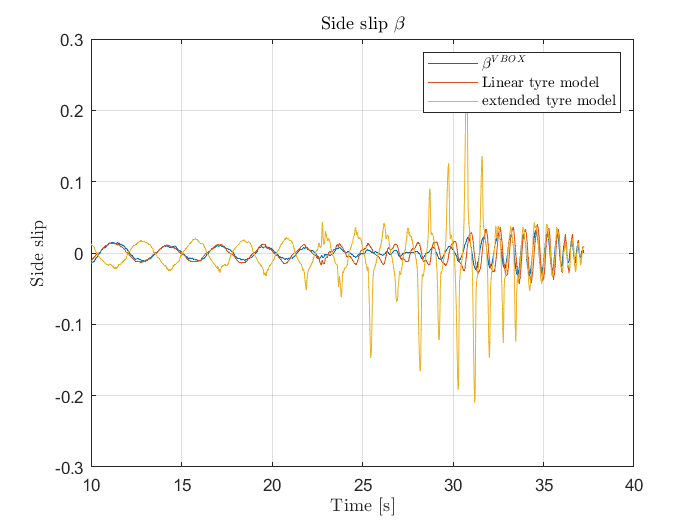 Side slip β
0.3
0.2
0.1
0
-0.1
-0.2
-0.3
Side slip
β^{VBOX}
Linear tyre model
extended tyre model
10 15 20 25 30 35 40
Time [s]